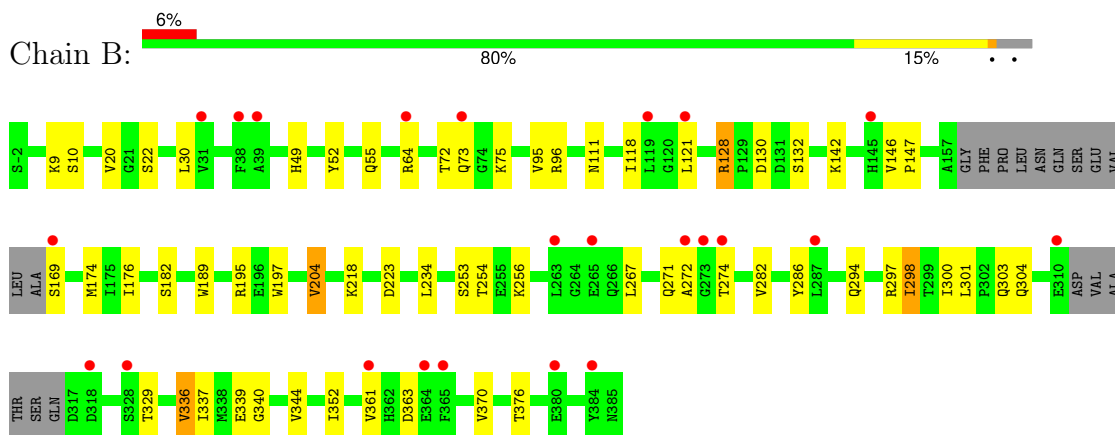 6%
Chain B:
80% 15% • •
S-2 K9 S10 V20 G21 S22 L30 V31 F38 A39 H49 Y52 Q55 R64 T72 Q73 G74 K75 V95 R96 N111 I118 L119 G120 L121 R128 P129 D130 D131 S132 K142 H145 V146 P147 A157 GLY PHE PRO LEU ASN GLN SER GLU VAL
LEU ALA S169 M174 I175 I176 S182 W189 R195 E196 W197 V204 K218 D223 L234 S253 T254 E255 K256 L263 G264 E265 Q266 L267 Q271 A272 G273 T274 V282 Y286 L287 Q294 R297 I298 T299 I300 L301 P302 Q303 Q304 E310 ASP VAL ALA
THR SER GLN D317 D318 S328 T329 V336 I337 M338 E339 G340 V344 I352 V361 H362 D363 E364 F365 V370 T376 E380 Y384 N385